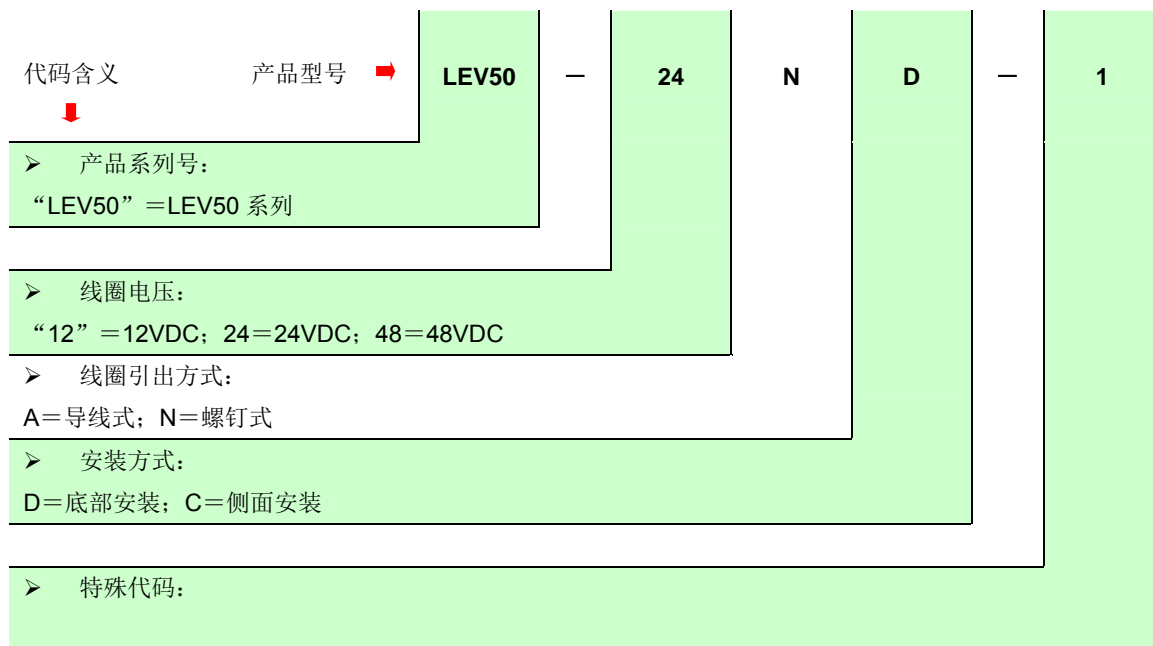 代码含义 产品型号 LEV50 － 24 N D － 1
➢ 产品系列号：
“LEV50”＝LEV50 系列
➢ 线圈电压：
“12”＝12VDC；24＝24VDC；48＝48VDC
➢ 线圈引出方式：
A＝导线式；N＝螺钉式
➢ 安装方式：
D＝底部安装；C＝侧面安装
➢ 特殊代码：